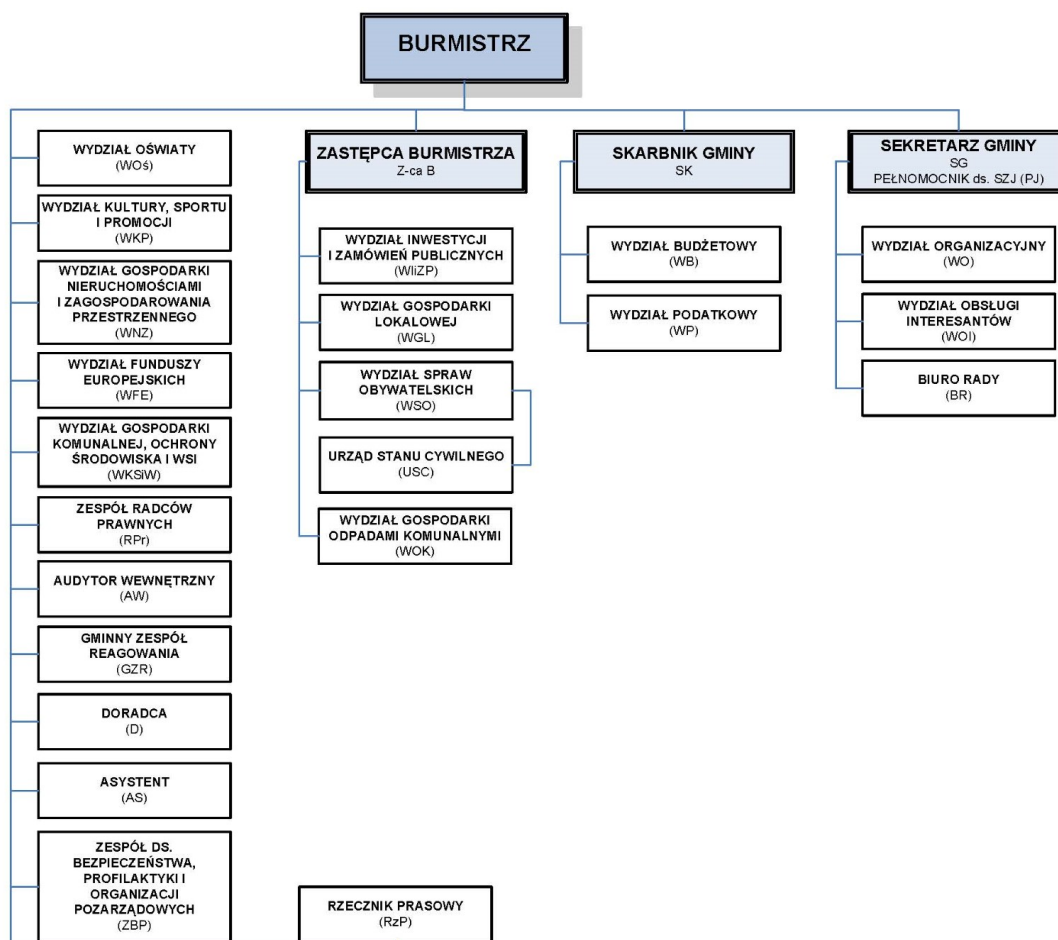 BURMISTRZ
WYDZIAŁ OŚWIATY
(WOś)
WYDZIAŁ KULTURY, SPORTU
I PROMOCJI
(WKP)
WYDZIAŁ GOSPODARKI
NIERUCHOMOŚCIAMI
I ZAGOSPODAROWANIA
PRZESTRZENNEGO
(WNZ)
WYDZIAŁ FUNDUSZY
EUROPEJSKICH
(WFE)
WYDZIAŁ GOSPODARKI
KOMUNALNEJ, OCHRONY
ŚRODOWISKA I WSI
(WKSiW)
ZESPÓŁ RADCÓW
PRAWNYCH
(RPr)
AUDYTOR WEWNĘTRZNY
(AW)
GMINNY ZESPÓŁ
REAGOWANIA
(GZR)
DORADCA
(D)
ASYSTENT
(AS)
ZESPÓŁ DS.
BEZPIECZEŃSTWA,
PROFILAKTYKI I
ORGANIZACJI
POZARZĄDOWYCH
(ZBP)
ZASTĘPCA BURMISTRZA
Z-ca B
WYDZIAŁ INWESTYCJI
I ZAMÓWIEŃ PUBLICZNYCH
(WIiZP)
WYDZIAŁ GOSPODARKI
LOKALOWEJ
(WGL)
WYDZIAŁ SPRAW
OBYWATELSKICH
(WSO)
URZĄD STANU CYWILNEGO
(USC)
WYDZIAŁ GOSPODARKI
ODPADAMI KOMUNALNYMI
(WOK)
RZECZNIK PRASOWY
(RzP)
SKARBNIK GMINY
SK
WYDZIAŁ BUDŻETOWY
(WB)
WYDZIAŁ PODATKOWY
(WP)
SEKRETARZ GMINY
SG
PEŁNOMOCNIK ds. SZJ (PJ)
WYDZIAŁ ORGANIZACYJNY
(WO)
WYDZIAŁ OBSŁUGI
INTERESANTÓW
(WOI)
BIURO RADY
(BR)